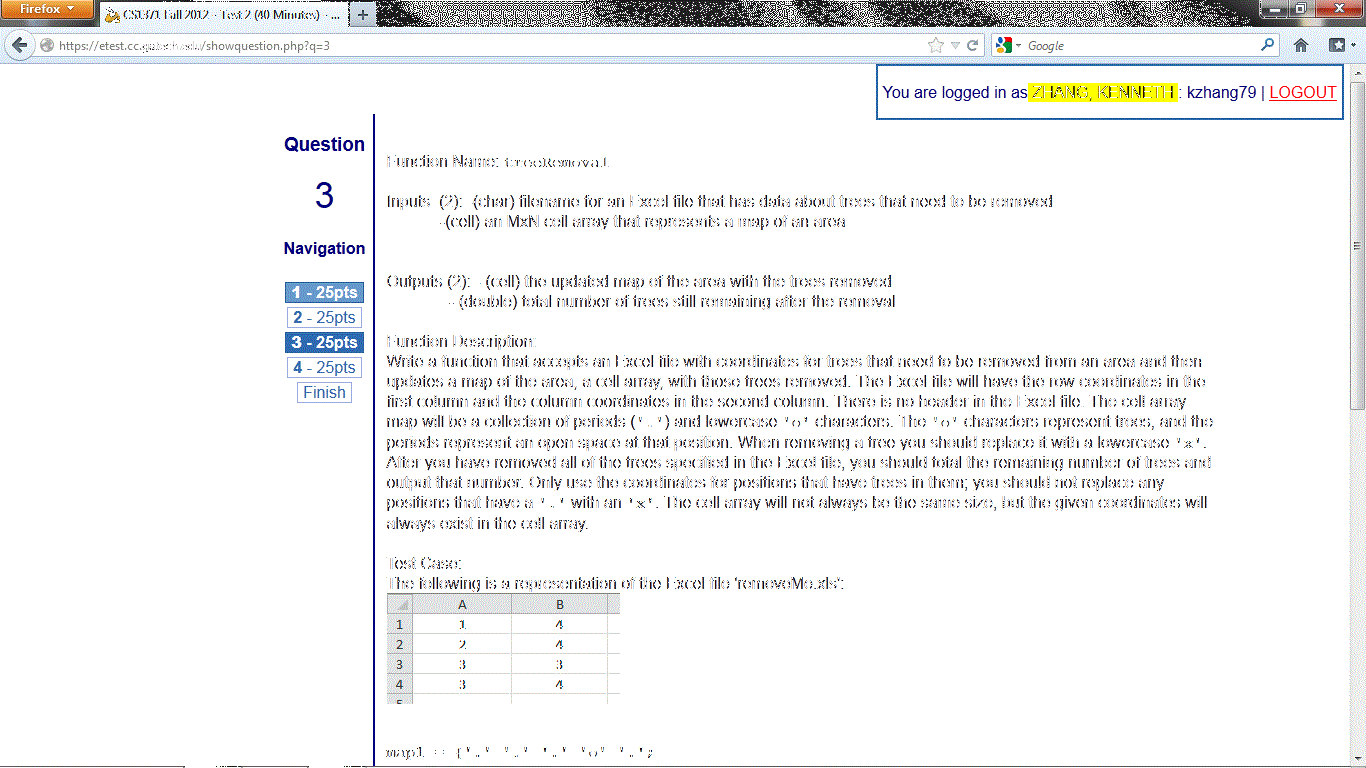 Firefox
CS1371 Fall 2012 - Test 2 (40 Minutes) - ...
https://etest.cc.gatech.edu/showquestion.php?q=3
Google
You are logged in as ZHANG, KENNETH : kzhang79 | LOGOUT
Question
3
Navigation
1 - 25pts
2 - 25pts
3 - 25pts
4 - 25pts
Finish
Function Name: treeRemoval
Inputs (2): -(char) filename for an Excel file that has data about trees that need to be removed
-(cell) an MxN cell array that represents a map of an area
Outputs (2): - (cell) the updated map of the area with the trees removed
- (double) total number of trees still remaining after the removal
Function Description:
Write a function that accepts an Excel file with coordinates for trees that need to be removed from an area and then
updates a map of the area, a cell array, with those trees removed. The Excel file will have the row coordinates in the
first column and the column coordinates in the second column. There is no header in the Excel file. The cell array
map will be a collection of periods ('.') and lowercase 'o' characters. The 'o' characters represent trees, and the
periods represent an open space at that position. When removing a tree you should replace it with a lowercase 'x'.
After you have removed all of the trees specified in the Excel file, you should total the remaining number of trees and
output that number. Only use the coordinates for positions that have trees in them; you should not replace any
positions that have a '.' with an 'x'. The cell array will not always be the same size, but the given coordinates will
always exist in the cell array.
Test Case:
The following is a representation of the Excel file 'removeMe.xls':
A B
1 1 4
2 2 4
3 3 3
4 3 4
5
map1 = {'.' '.' '.' 'o' '.';